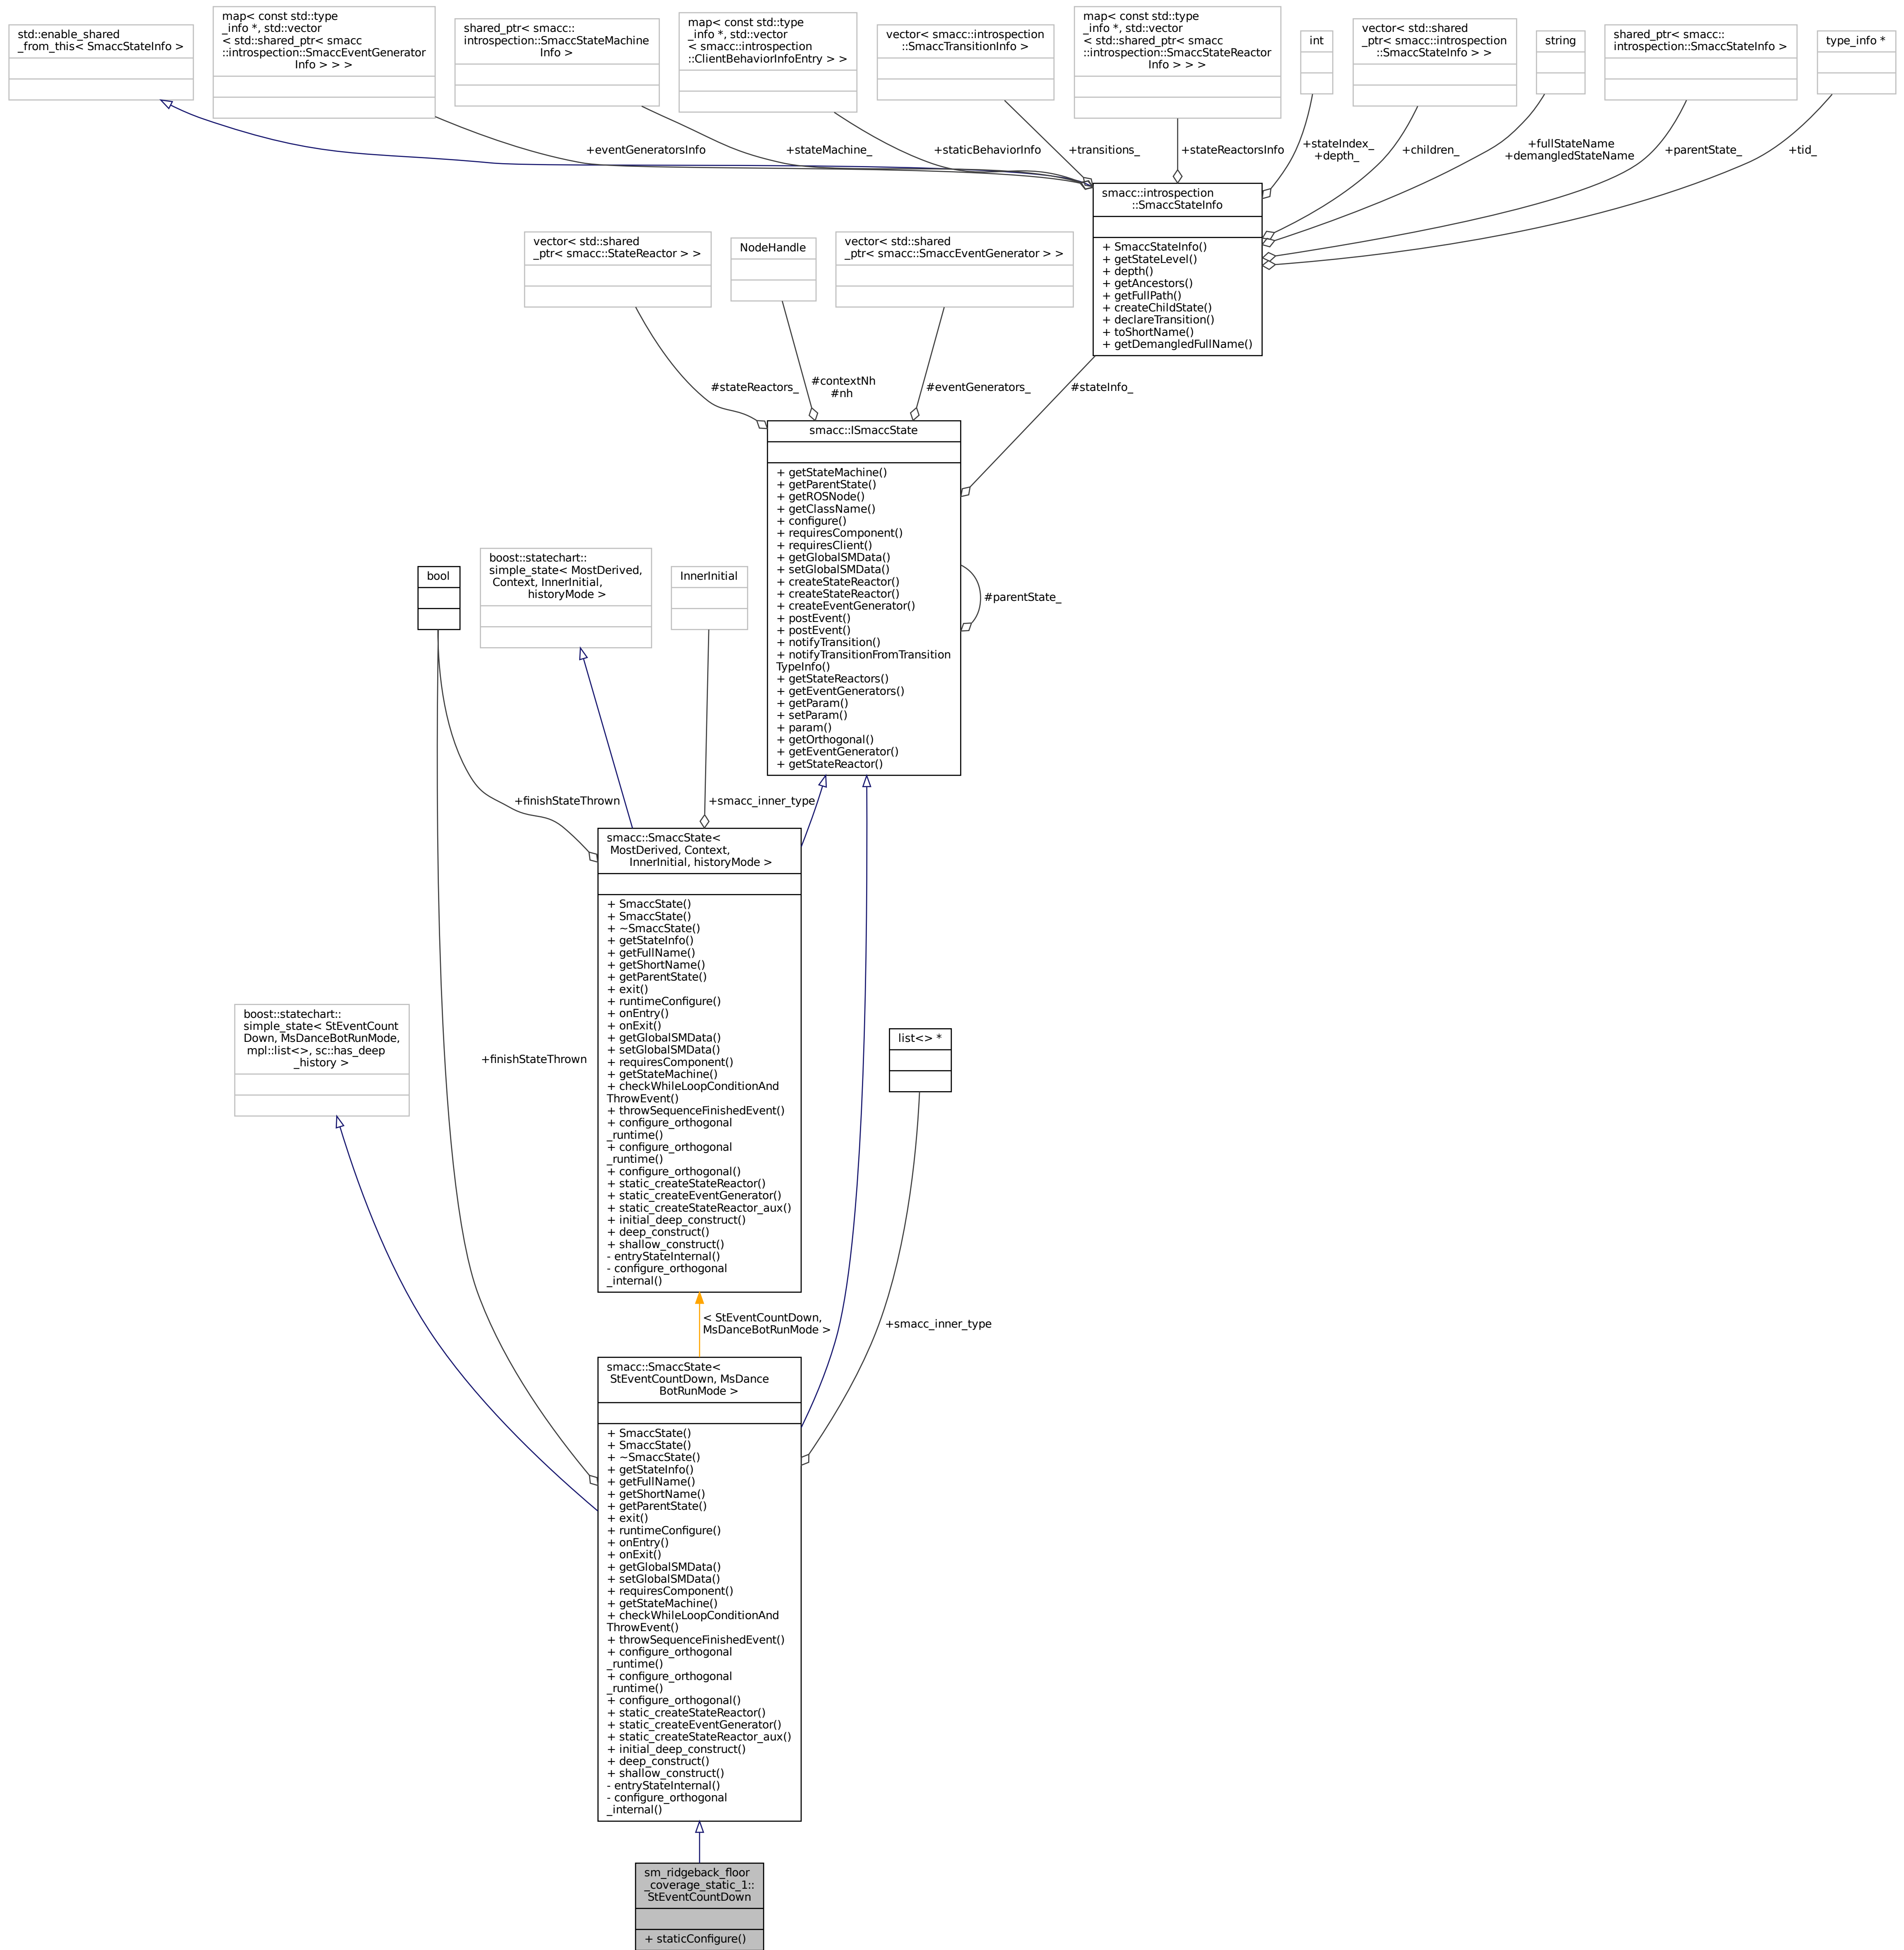 std::enable_shared
_from_this< SmaccStateInfo >
map< const std::type
_info *, std::vector
< std::shared_ptr< smacc
::introspection::SmaccEventGenerator
Info > > >
shared_ptr< smacc::
introspection::SmaccStateMachine
Info >
map< const std::type
_info *, std::vector
< smacc::introspection
::ClientBehaviorInfoEntry > >
vector< smacc::introspection
::SmaccTransitionInfo >
map< const std::type
_info *, std::vector
< std::shared_ptr< smacc
::introspection::SmaccStateReactor
Info > > >
int
vector< std::shared
_ptr< smacc::introspection
::SmaccStateInfo > >
string
shared_ptr< smacc::
introspection::SmaccStateInfo >
type_info *
+eventGeneratorsInfo
+stateMachine_
+staticBehaviorInfo
+transitions_
+stateReactorsInfo
+stateIndex_
+depth_
+children_
+fullStateName
+demangledStateName
+parentState_
+tid_
smacc::introspection
::SmaccStateInfo
+ SmaccStateInfo()
+ getStateLevel()
+ depth()
+ getAncestors()
+ getFullPath()
+ createChildState()
+ declareTransition()
+ toShortName()
+ getDemangledFullName()
vector< std::shared
_ptr< smacc::StateReactor > >
NodeHandle
vector< std::shared
_ptr< smacc::SmaccEventGenerator > >
#stateReactors_
#contextNh
#nh
#eventGenerators_
#stateInfo_
smacc::ISmaccState
+ getStateMachine()
+ getParentState()
+ getROSNode()
+ getClassName()
+ configure()
+ requiresComponent()
+ requiresClient()
+ getGlobalSMData()
+ setGlobalSMData()
+ createStateReactor()
+ createStateReactor()
+ createEventGenerator()
+ postEvent()
+ postEvent()
+ notifyTransition()
+ notifyTransitionFromTransition
TypeInfo()
+ getStateReactors()
+ getEventGenerators()
+ getParam()
+ setParam()
+ param()
+ getOrthogonal()
+ getEventGenerator()
+ getStateReactor()
#parentState_
bool
boost::statechart::
simple_state< MostDerived,
Context, InnerInitial,
historyMode >
InnerInitial
+finishStateThrown
+smacc_inner_type
smacc::SmaccState<
MostDerived, Context,
InnerInitial, historyMode >
+ SmaccState()
+ SmaccState()
+ ~SmaccState()
+ getStateInfo()
+ getFullName()
+ getShortName()
+ getParentState()
+ exit()
+ runtimeConfigure()
+ onEntry()
+ onExit()
+ getGlobalSMData()
+ setGlobalSMData()
+ requiresComponent()
+ getStateMachine()
+ checkWhileLoopConditionAnd
ThrowEvent()
+ throwSequenceFinishedEvent()
+ configure_orthogonal
_runtime()
+ configure_orthogonal
_runtime()
+ configure_orthogonal()
+ static_createStateReactor()
+ static_createEventGenerator()
+ static_createStateReactor_aux()
+ initial_deep_construct()
+ deep_construct()
+ shallow_construct()
- entryStateInternal()
- configure_orthogonal
_internal()
boost::statechart::
simple_state< StEventCount
Down, MsDanceBotRunMode,
mpl::list<>, sc::has_deep
_history >
+finishStateThrown
list<> *
< StEventCountDown,
MsDanceBotRunMode >
+smacc_inner_type
smacc::SmaccState<
StEventCountDown, MsDance
BotRunMode >
+ SmaccState()
+ SmaccState()
+ ~SmaccState()
+ getStateInfo()
+ getFullName()
+ getShortName()
+ getParentState()
+ exit()
+ runtimeConfigure()
+ onEntry()
+ onExit()
+ getGlobalSMData()
+ setGlobalSMData()
+ requiresComponent()
+ getStateMachine()
+ checkWhileLoopConditionAnd
ThrowEvent()
+ throwSequenceFinishedEvent()
+ configure_orthogonal
_runtime()
+ configure_orthogonal
_runtime()
+ configure_orthogonal()
+ static_createStateReactor()
+ static_createEventGenerator()
+ static_createStateReactor_aux()
+ initial_deep_construct()
+ deep_construct()
+ shallow_construct()
- entryStateInternal()
- configure_orthogonal
_internal()
sm_ridgeback_floor
_coverage_static_1::
StEventCountDown
+ staticConfigure()